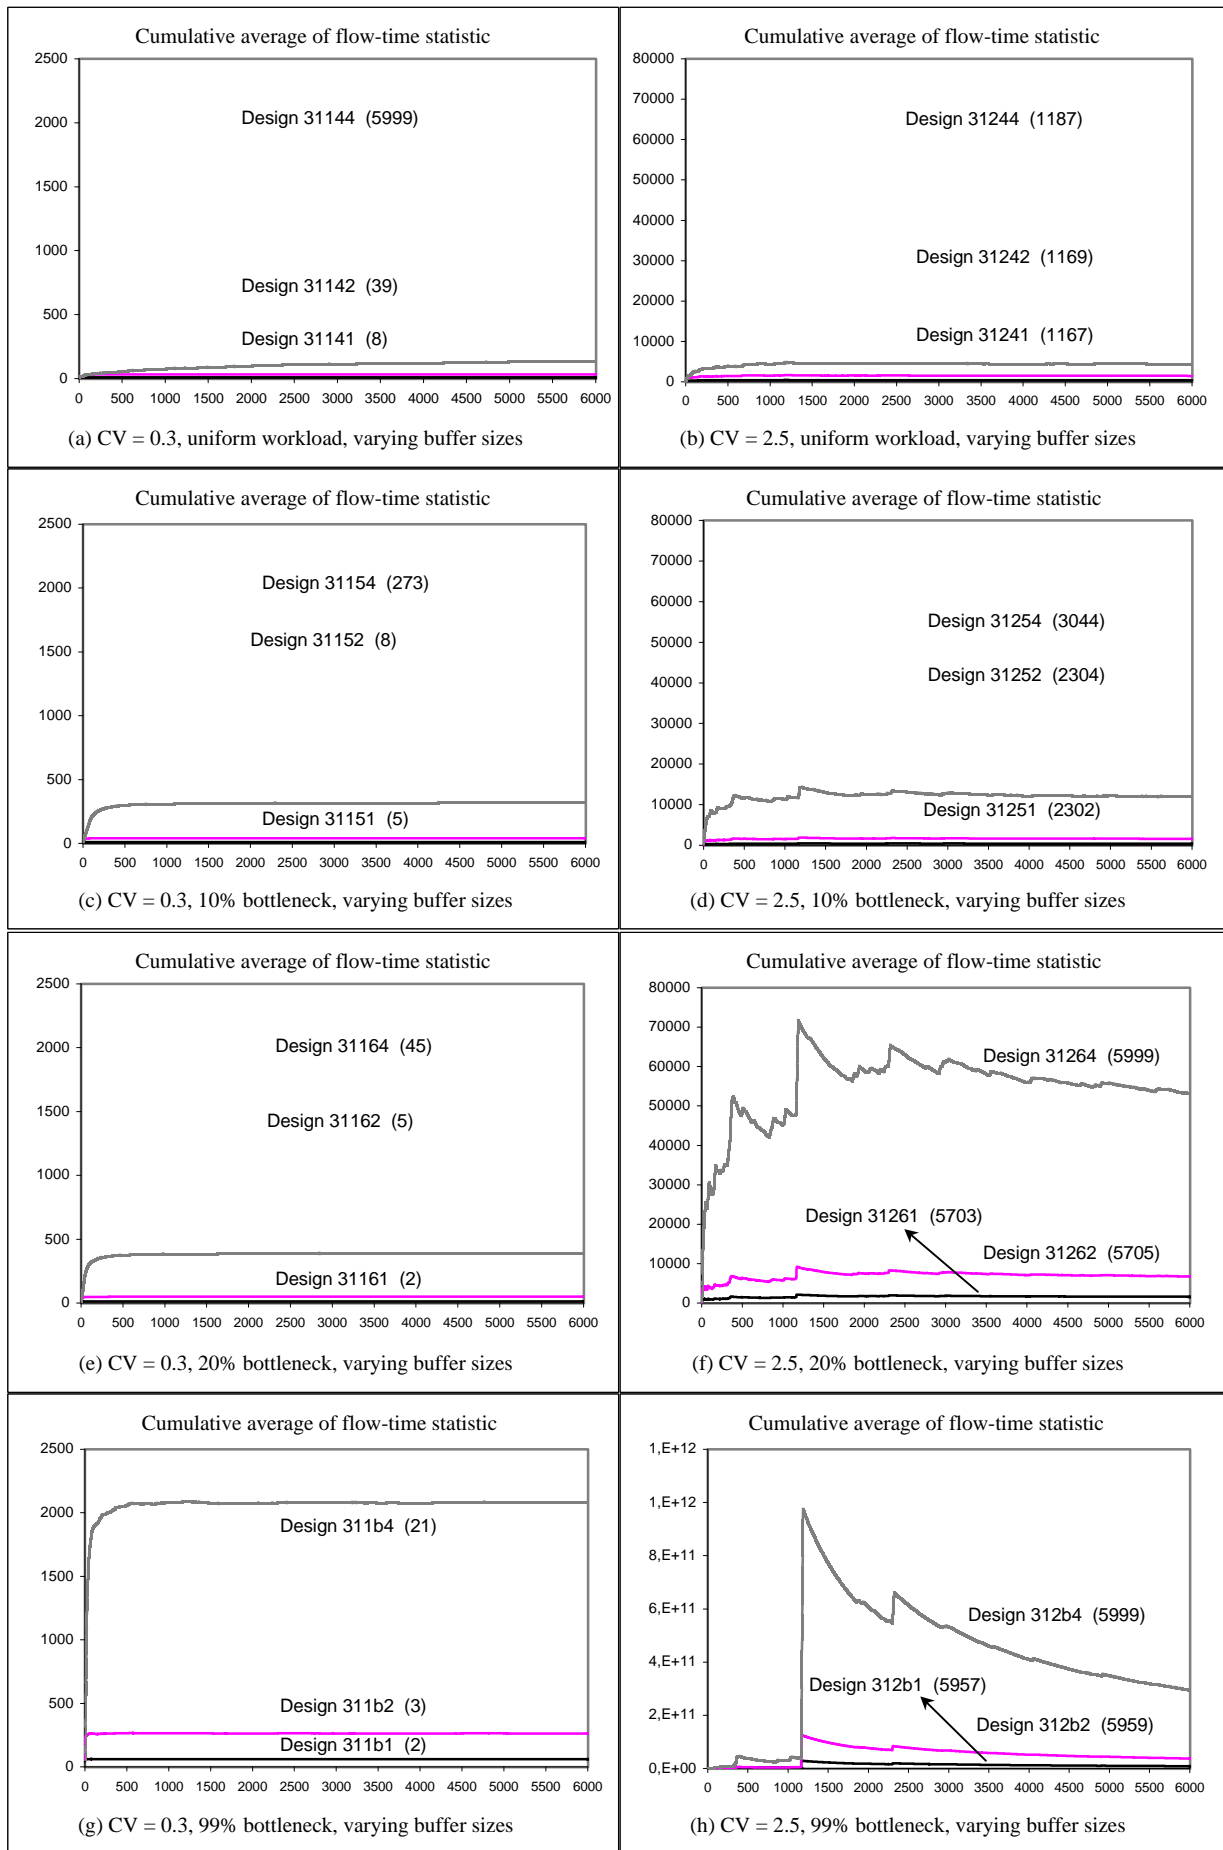 Cumulative average of flow-time statistic
2500
2000
1500
1000
500
0
Design 31144 (5999)
Design 31142 (39)
Design 31141 (8)
0 500 1000 1500 2000 2500 3000 3500 4000 4500 5000 5500 6000
(a) CV = 0.3, uniform workload, varying buffer sizes
Cumulative average of flow-time statistic
80000
70000
60000
50000
40000
30000
20000
10000
0
Design 31244 (1187)
Design 31242 (1169)
Design 31241 (1167)
0 500 1000 1500 2000 2500 3000 3500 4000 4500 5000 5500 6000
(b) CV = 2.5, uniform workload, varying buffer sizes
Cumulative average of flow-time statistic
2500
2000
1500
1000
500
0
Design 31154 (273)
Design 31152 (8)
Design 31151 (5)
0 500 1000 1500 2000 2500 3000 3500 4000 4500 5000 5500 6000
(c) CV = 0.3, 10% bottleneck, varying buffer sizes
Cumulative average of flow-time statistic
80000
70000
60000
50000
40000
30000
20000
10000
0
Design 31254 (3044)
Design 31252 (2304)
Design 31251 (2302)
0 500 1000 1500 2000 2500 3000 3500 4000 4500 5000 5500 6000
(d) CV = 2.5, 10% bottleneck, varying buffer sizes
Cumulative average of flow-time statistic
2500
2000
1500
1000
500
0
Design 31164 (45)
Design 31162 (5)
Design 31161 (2)
0 500 1000 1500 2000 2500 3000 3500 4000 4500 5000 5500 6000
(e) CV = 0.3, 20% bottleneck, varying buffer sizes
Cumulative average of flow-time statistic
80000
70000
60000
50000
40000
30000
20000
10000
0
Design 31264 (5999)
Design 31261 (5703)
Design 31262 (5705)
0 500 1000 1500 2000 2500 3000 3500 4000 4500 5000 5500 6000
(f) CV = 2.5, 20% bottleneck, varying buffer sizes
Cumulative average of flow-time statistic
2500
2000
1500
1000
500
0
Design 311b4 (21)
Design 311b2 (3)
Design 311b1 (2)
0 500 1000 1500 2000 2500 3000 3500 4000 4500 5000 5500 6000
(g) CV = 0.3, 99% bottleneck, varying buffer sizes
Cumulative average of flow-time statistic
1,E+12
1,E+12
8,E+11
6,E+11
4,E+11
2,E+11
0,E+00
Design 312b4 (5999)
Design 312b1 (5957)
Design 312b2 (5959)
0 500 1000 1500 2000 2500 3000 3500 4000 4500 5000 5500 6000
(h) CV = 2.5, 99% bottleneck, varying buffer sizes